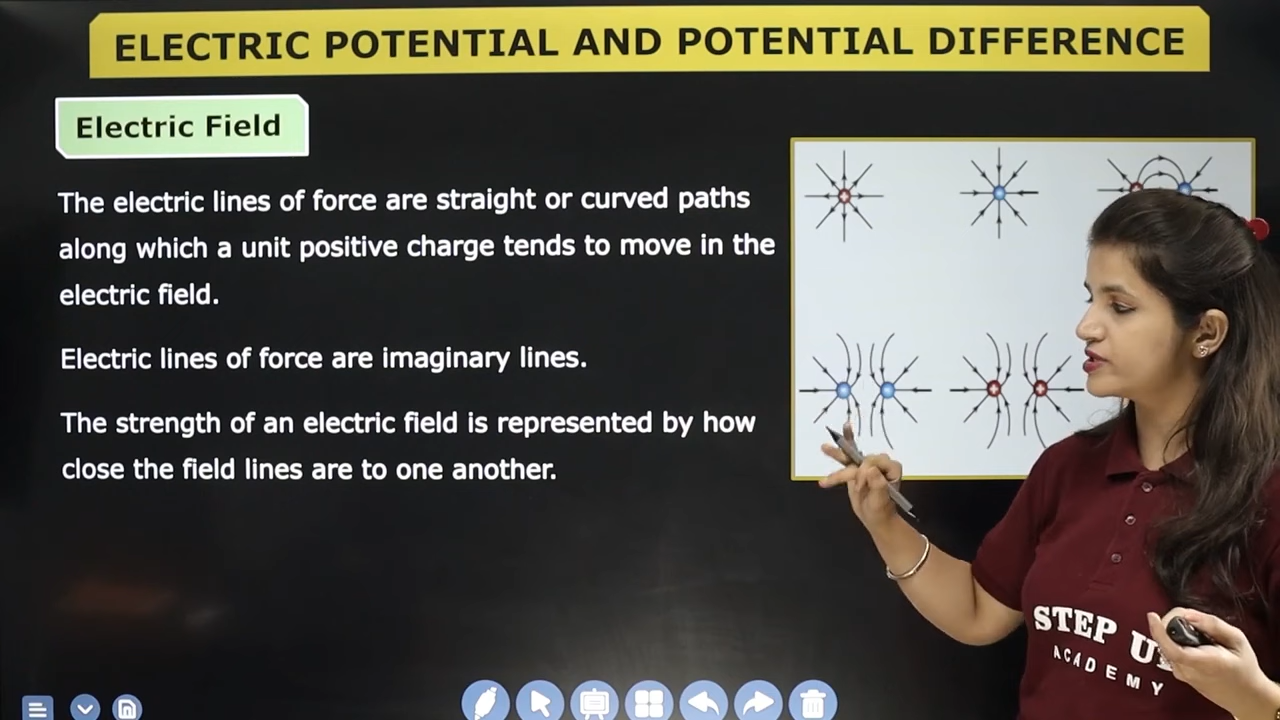 ELECTRIC POTENTIAL AND POTENTIAL DIFFERENCE
Electric Field
The electric lines of force are straight or curved paths
along which a unit positive charge tends to move in the
electric field.
Electric lines of force are imaginary lines.
The strength of an electric field is represented by how
close the field lines are to one another.
STEP U
ACADEMY